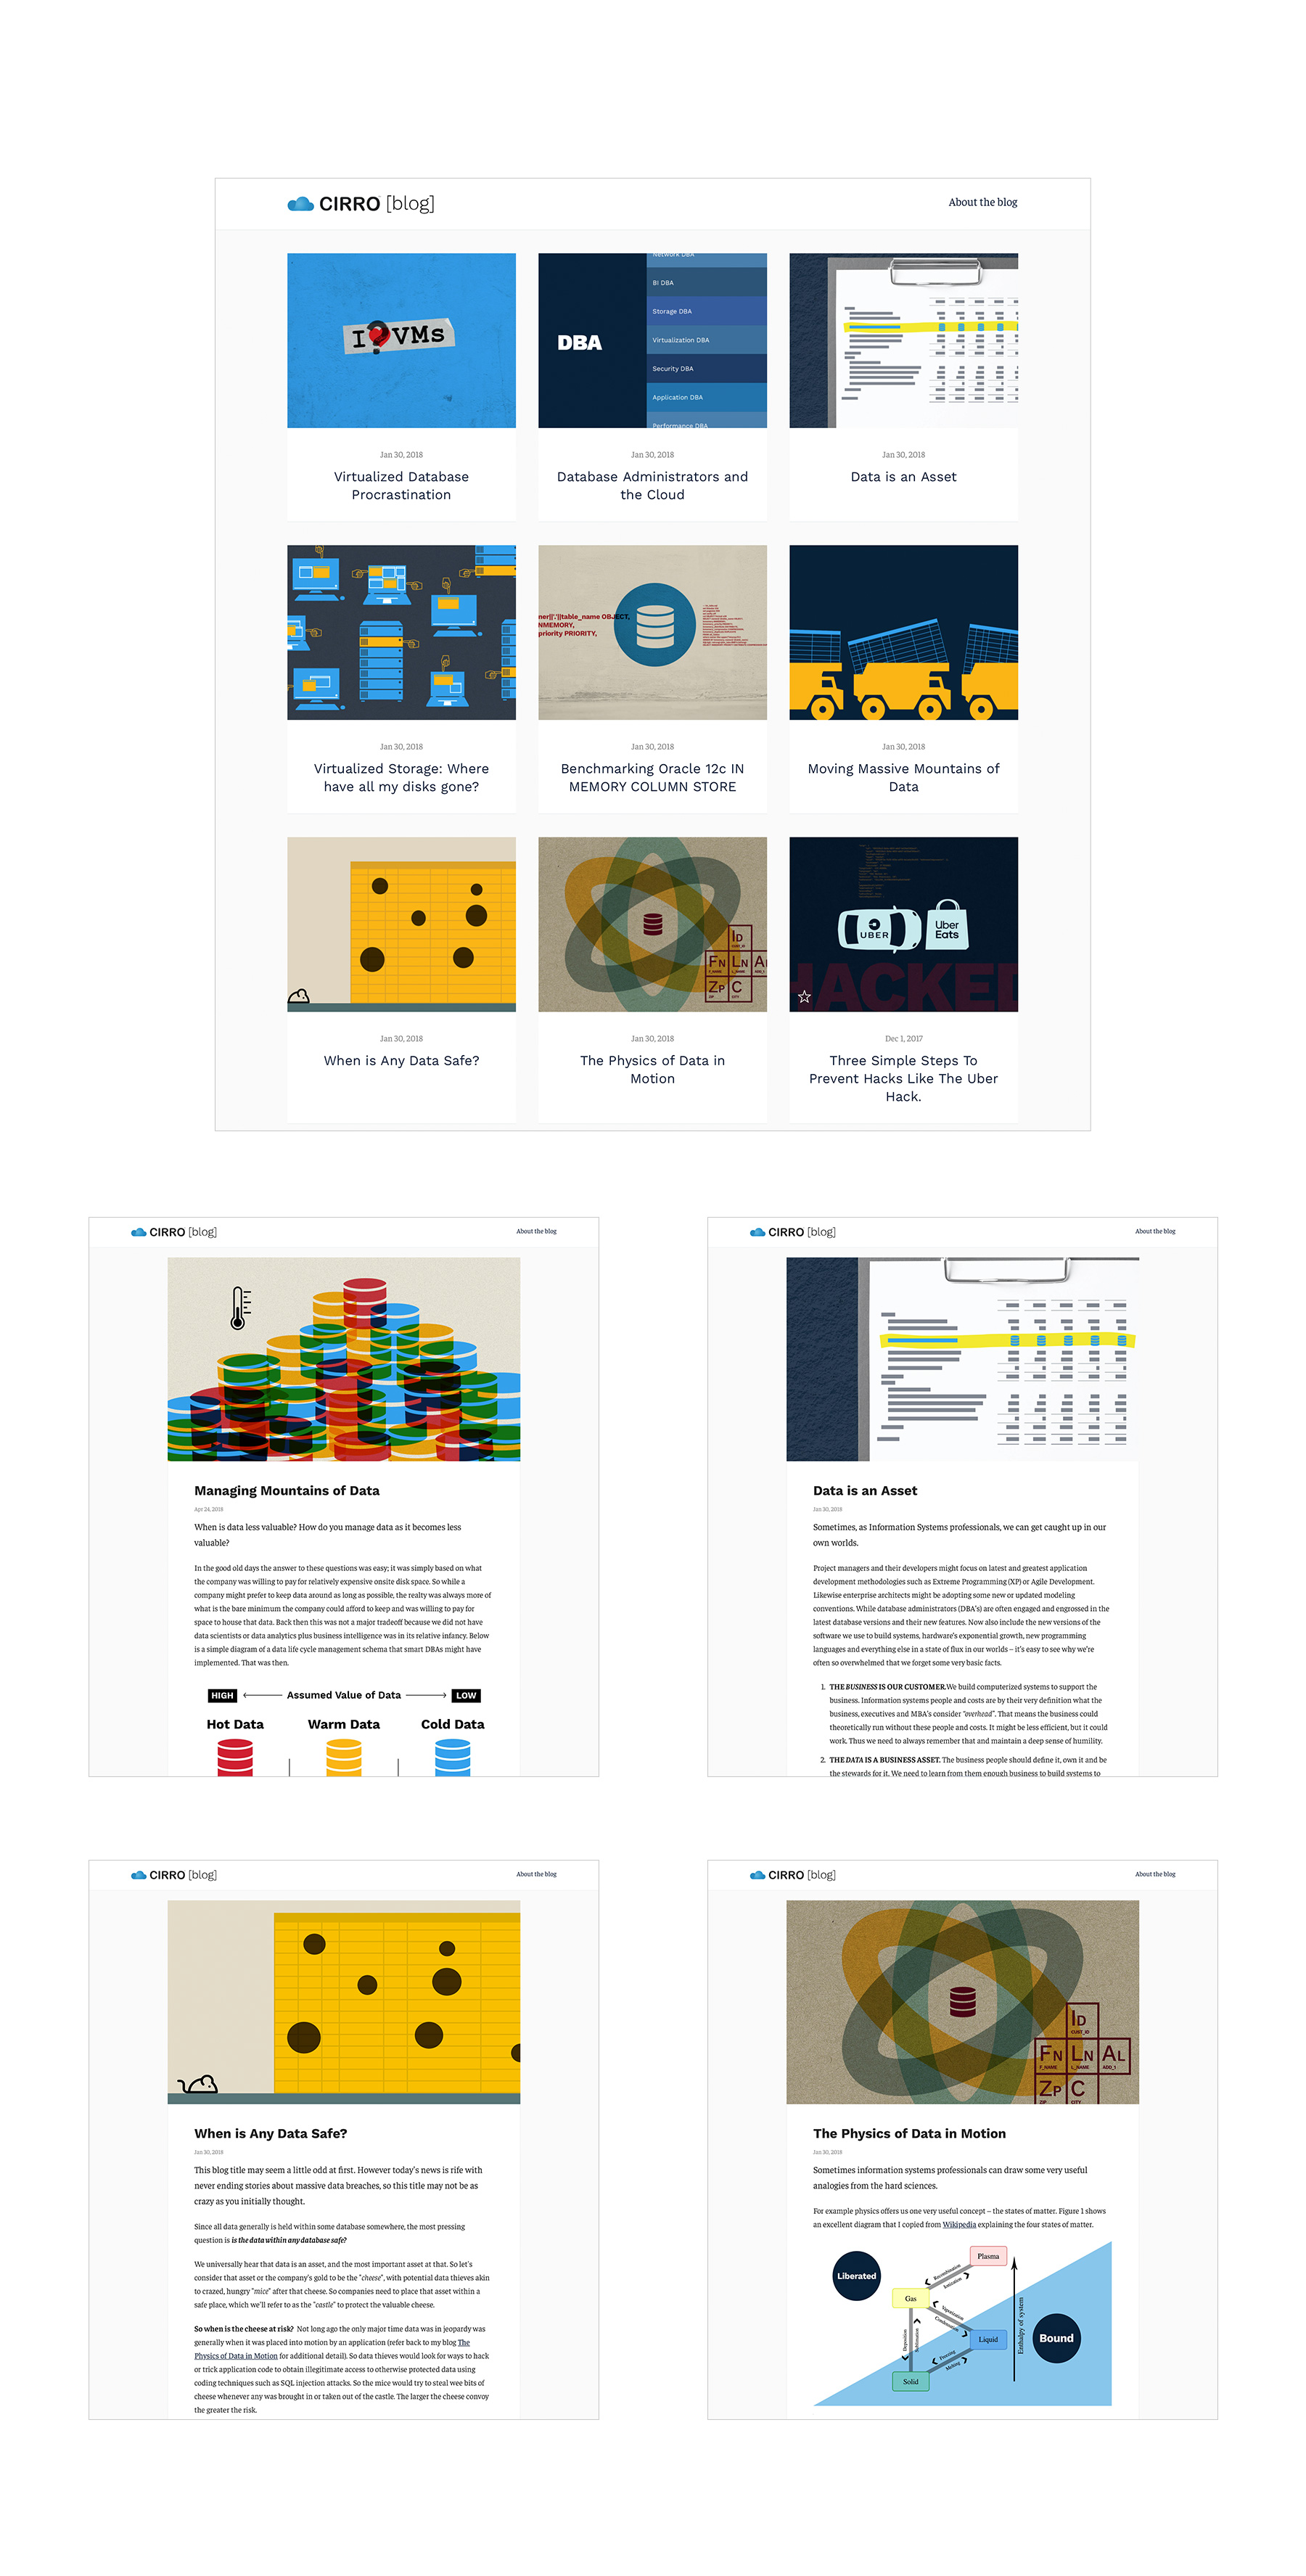 CIRRO [blog]
About the blog
I ? VMs
DBA
Network DBA
BI DBA
Storage DBA
Virtualization DBA
Security DBA
Application DBA
Performance DBA
Jan 30, 2018
Virtualized Database
Procrastination
Jan 30, 2018
Database Administrators and
the Cloud
Jan 30, 2018
Data is an Asset
ner||'.'||table_name OBJECT,
NMEMORY,
priority PRIORITY,
Jan 30, 2018
Virtualized Storage: Where
have all my disks gone?
Jan 30, 2018
Benchmarking Oracle 12c IN
MEMORY COLUMN STORE
Jan 30, 2018
Moving Massive Mountains of
Data
ID
CUST_ID
FN LN A
F_NAME L_NAME ADD_1
ZP C
ZIP CITY
UBER
Uber
Eats
HACKED
Jan 30, 2018
When is Any Data Safe?
Jan 30, 2018
The Physics of Data in
Motion
Dec 1, 2017
Three Simple Steps To
Prevent Hacks Like The Uber
Hack.
CIRRO [blog]
About the blog
Managing Mountains of Data
Apr 24, 2018
When is data less valuable? How do you manage data as it becomes less
valuable?
In the good old days the answer to these questions was easy; it was simply based on what
the company was willing to pay for relatively expensive onsite disk space. So while a
company might prefer to keep data around as long as possible, the realty was always more of
what is the bare minimum the company could afford to keep and was willing to pay for
space to house that data. Back then this was not a major tradeoff because we did not have
data scientists or data analytics plus business intelligence was in its relative infancy. Below
is a simple diagram of a data life cycle management schema that smart DBAs might have
implemented. That was then.
HIGH Assumed Value of Data LOW
Hot Data Warm Data Cold Data
CIRRO [blog]
About the blog
Data is an Asset
Jan 30, 2018
Sometimes, as Information Systems professionals, we can get caught up in our
own worlds.
Project managers and their developers might focus on latest and greatest application
development methodologies such as Extreme Programming (XP) or Agile Development.
Likewise enterprise architects might be adopting some new or updated modeling
conventions. While database administrators (DBA's) are often engaged and engrossed in the
latest database versions and their new features. Now also include the new versions of the
software we use to build systems, hardware's exponential growth, new programming
languages and everything else in a state of flux in our worlds – it's easy to see why we're
often so overwhelmed that we forget some very basic facts.
1. THE BUSINESS IS OUR CUSTOMER.We build computerized systems to support the
business. Information systems people and costs are by their very definition what the
business, executives and MBA's consider "overhead". That means the business could
theoretically run without these people and costs. It might be less efficient, but it could
work. Thus we need to always remember that and maintain a deep sense of humility.
2. THE DATA IS A BUSINESS ASSET. The business people should define it, own it and be
the stewards for it. We need to learn from them enough business to build systems to
CIRRO [blog]
About the blog
When is Any Data Safe?
Jan 30, 2018
This blog title may seem a little odd at first. However today's news is rife with
never ending stories about massive data breaches, so this title may not be as
crazy as you initially thought.
Since all data generally is held within some database somewhere, the most pressing
question is is the data within any database safe?
We universally hear that data is an asset, and the most important asset at that. So let's
consider that asset or the company's gold to be the "cheese", with potential data thieves akin
to crazed, hungry "mice" after that cheese. So companies need to place that asset within a
safe place, which we'll refer to as the "castle" to protect the valuable cheese.
So when is the cheese at risk? Not long ago the only major time data was in jeopardy was
generally when it was placed into motion by an application (refer back to my blog The
Physics of Data in Motion for additional detail). So data thieves would look for ways to hack
or trick application code to obtain illegitimate access to otherwise protected data using
coding techniques such as SQL injection attacks. So the mice would try to steal wee bits of
cheese whenever any was brought in or taken out of the castle. The larger the cheese convoy
the greater the risk.
CIRRO [blog]
About the blog
ID
CUST_ID
FN LN AL
F_NAME L_NAME ADD_1
ZP C
ZIP CITY
The Physics of Data in Motion
Jan 30, 2018
Sometimes information systems professionals can draw some very useful
analogies from the hard sciences.
For example physics offers us one very useful concept – the states of matter. Figure 1 shows
an excellent diagram that I copied from Wikipedia explaining the four states of matter.
Liberated
Plasma
Recombination
Ionization
Gas
Vaporization
Condensation
Deposition
Sublimation
Liquid
Freezing
Melting
Solid
Enthalpy of system
Bound